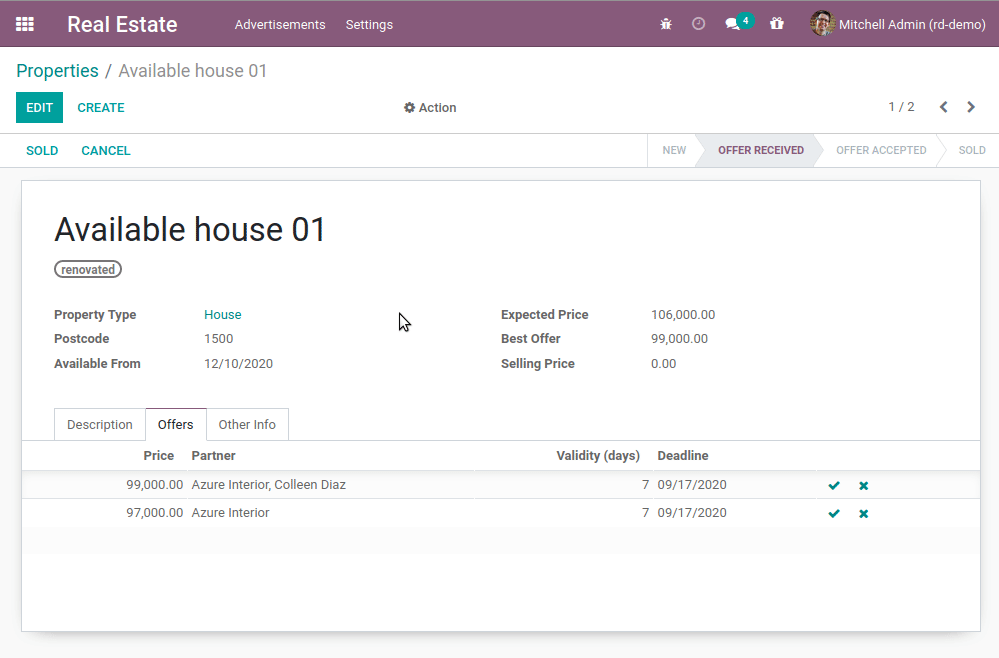 Real Estate Advertisements Settings 4 Mitchell Admin (rd-demo)
Properties / Available house 01
EDIT CREATE Action 1 / 2
SOLD CANCEL NEW OFFER RECEIVED OFFER ACCEPTED SOLD
Available house 01
renovated
Property Type House Expected Price 106,000.00
Postcode 1500 Best Offer 99,000.00
Available From 12/10/2020 Selling Price 0.00
Description Offers Other Info
Price Partner Validity (days) Deadline
99,000.00 Azure Interior, Colleen Diaz 7 09/17/2020
97,000.00 Azure Interior 7 09/17/2020